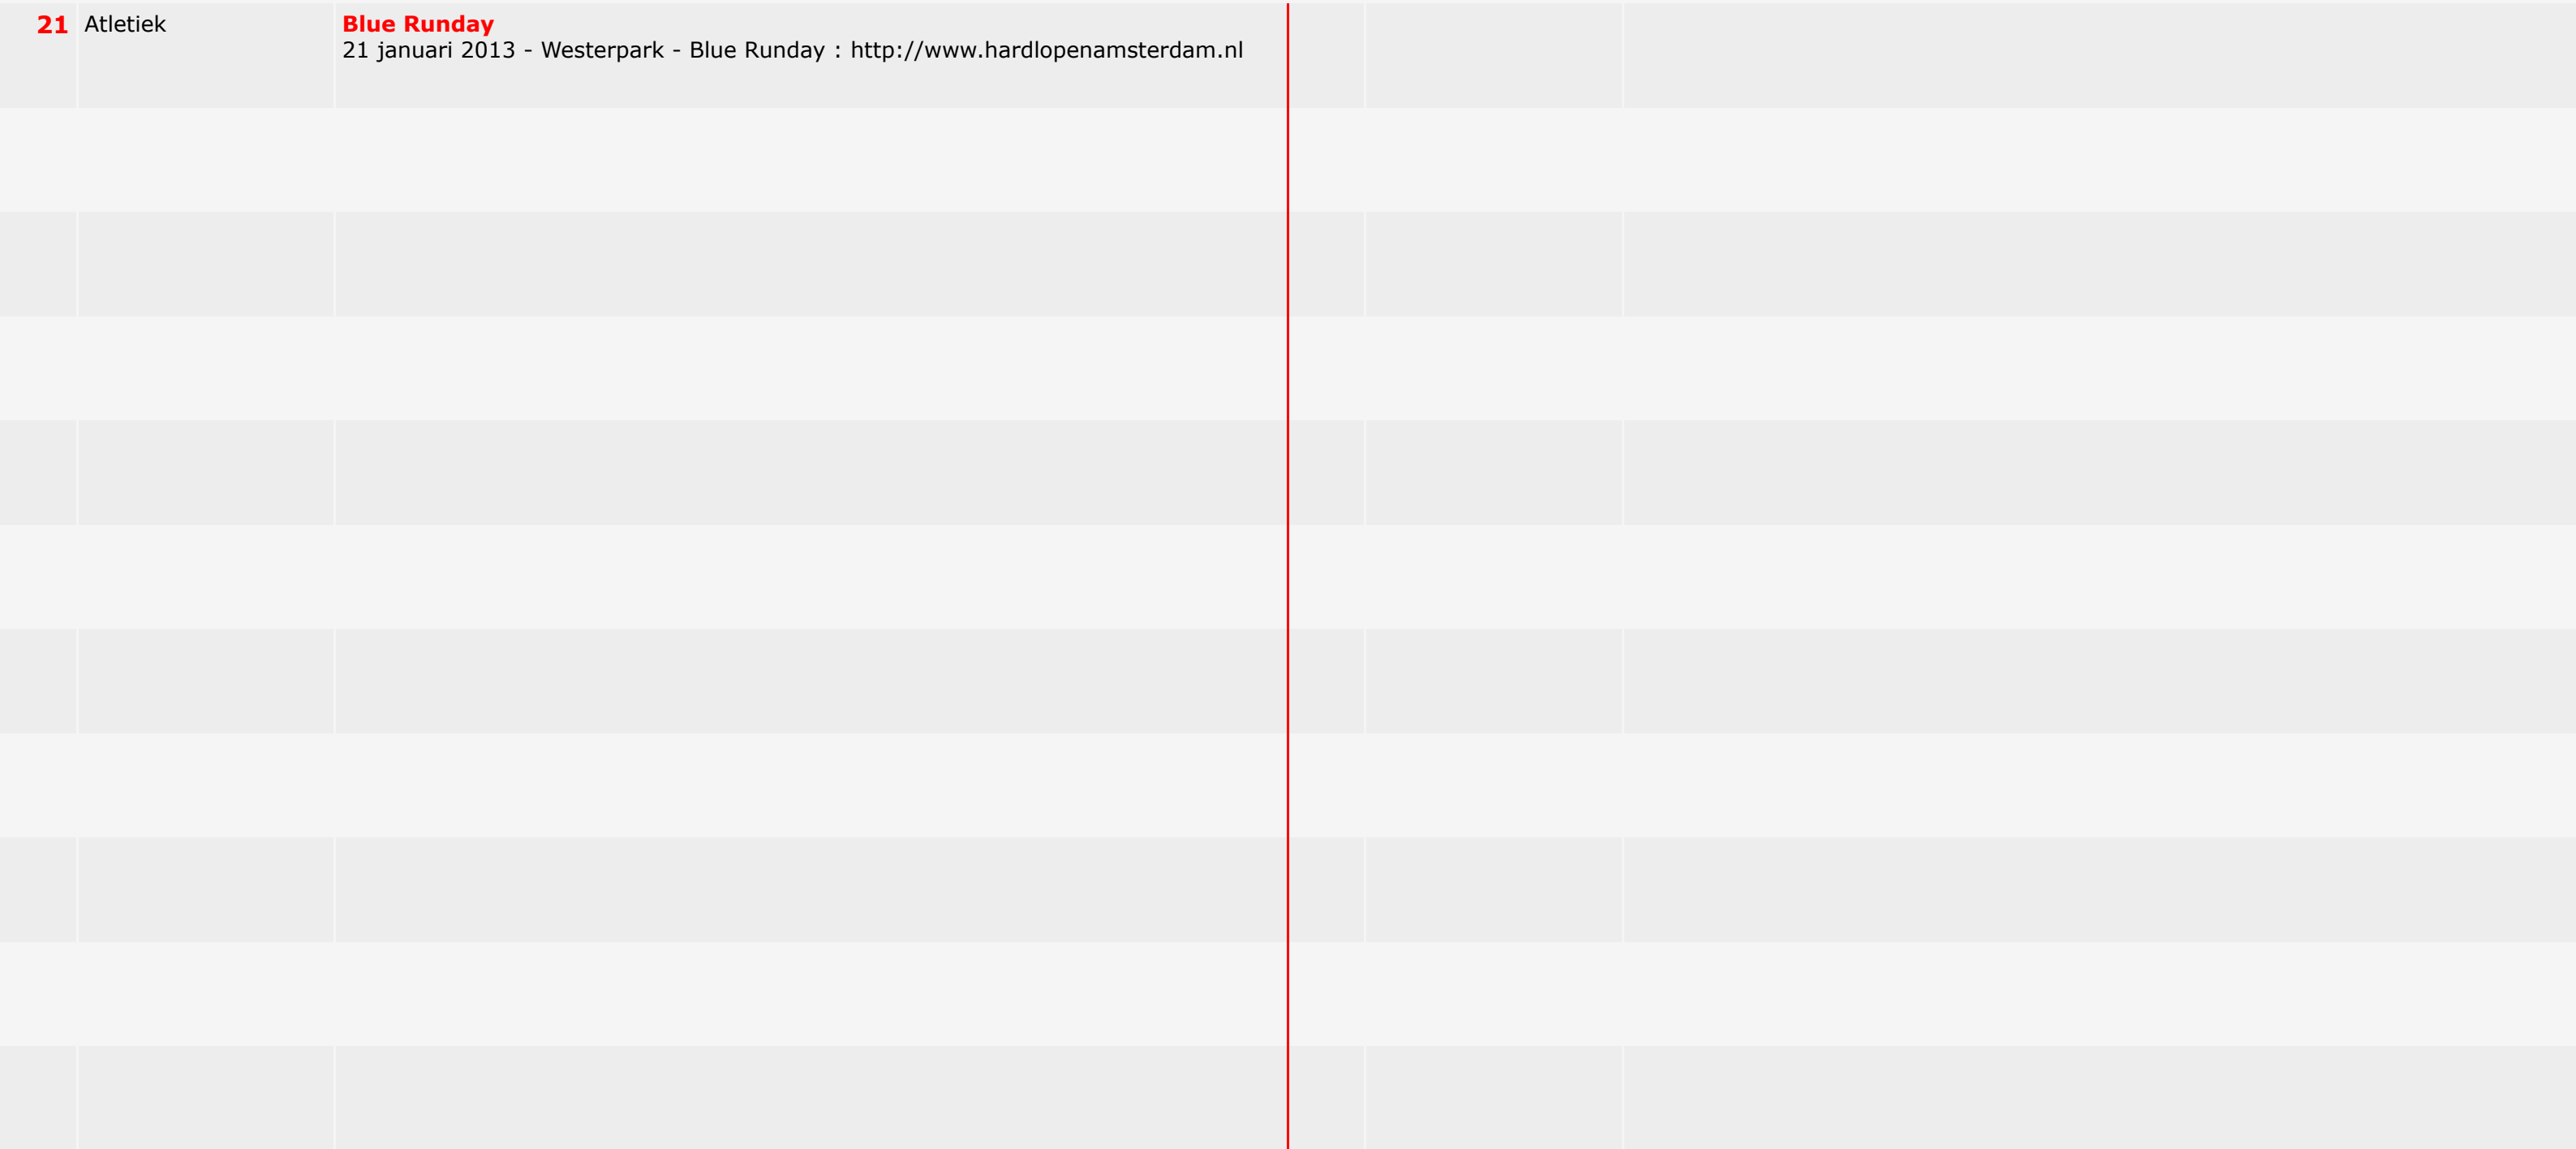 21 Atletiek Blue Runday
21 januari 2013 - Westerpark - Blue Runday : http://www.hardlopenamsterdam.nl